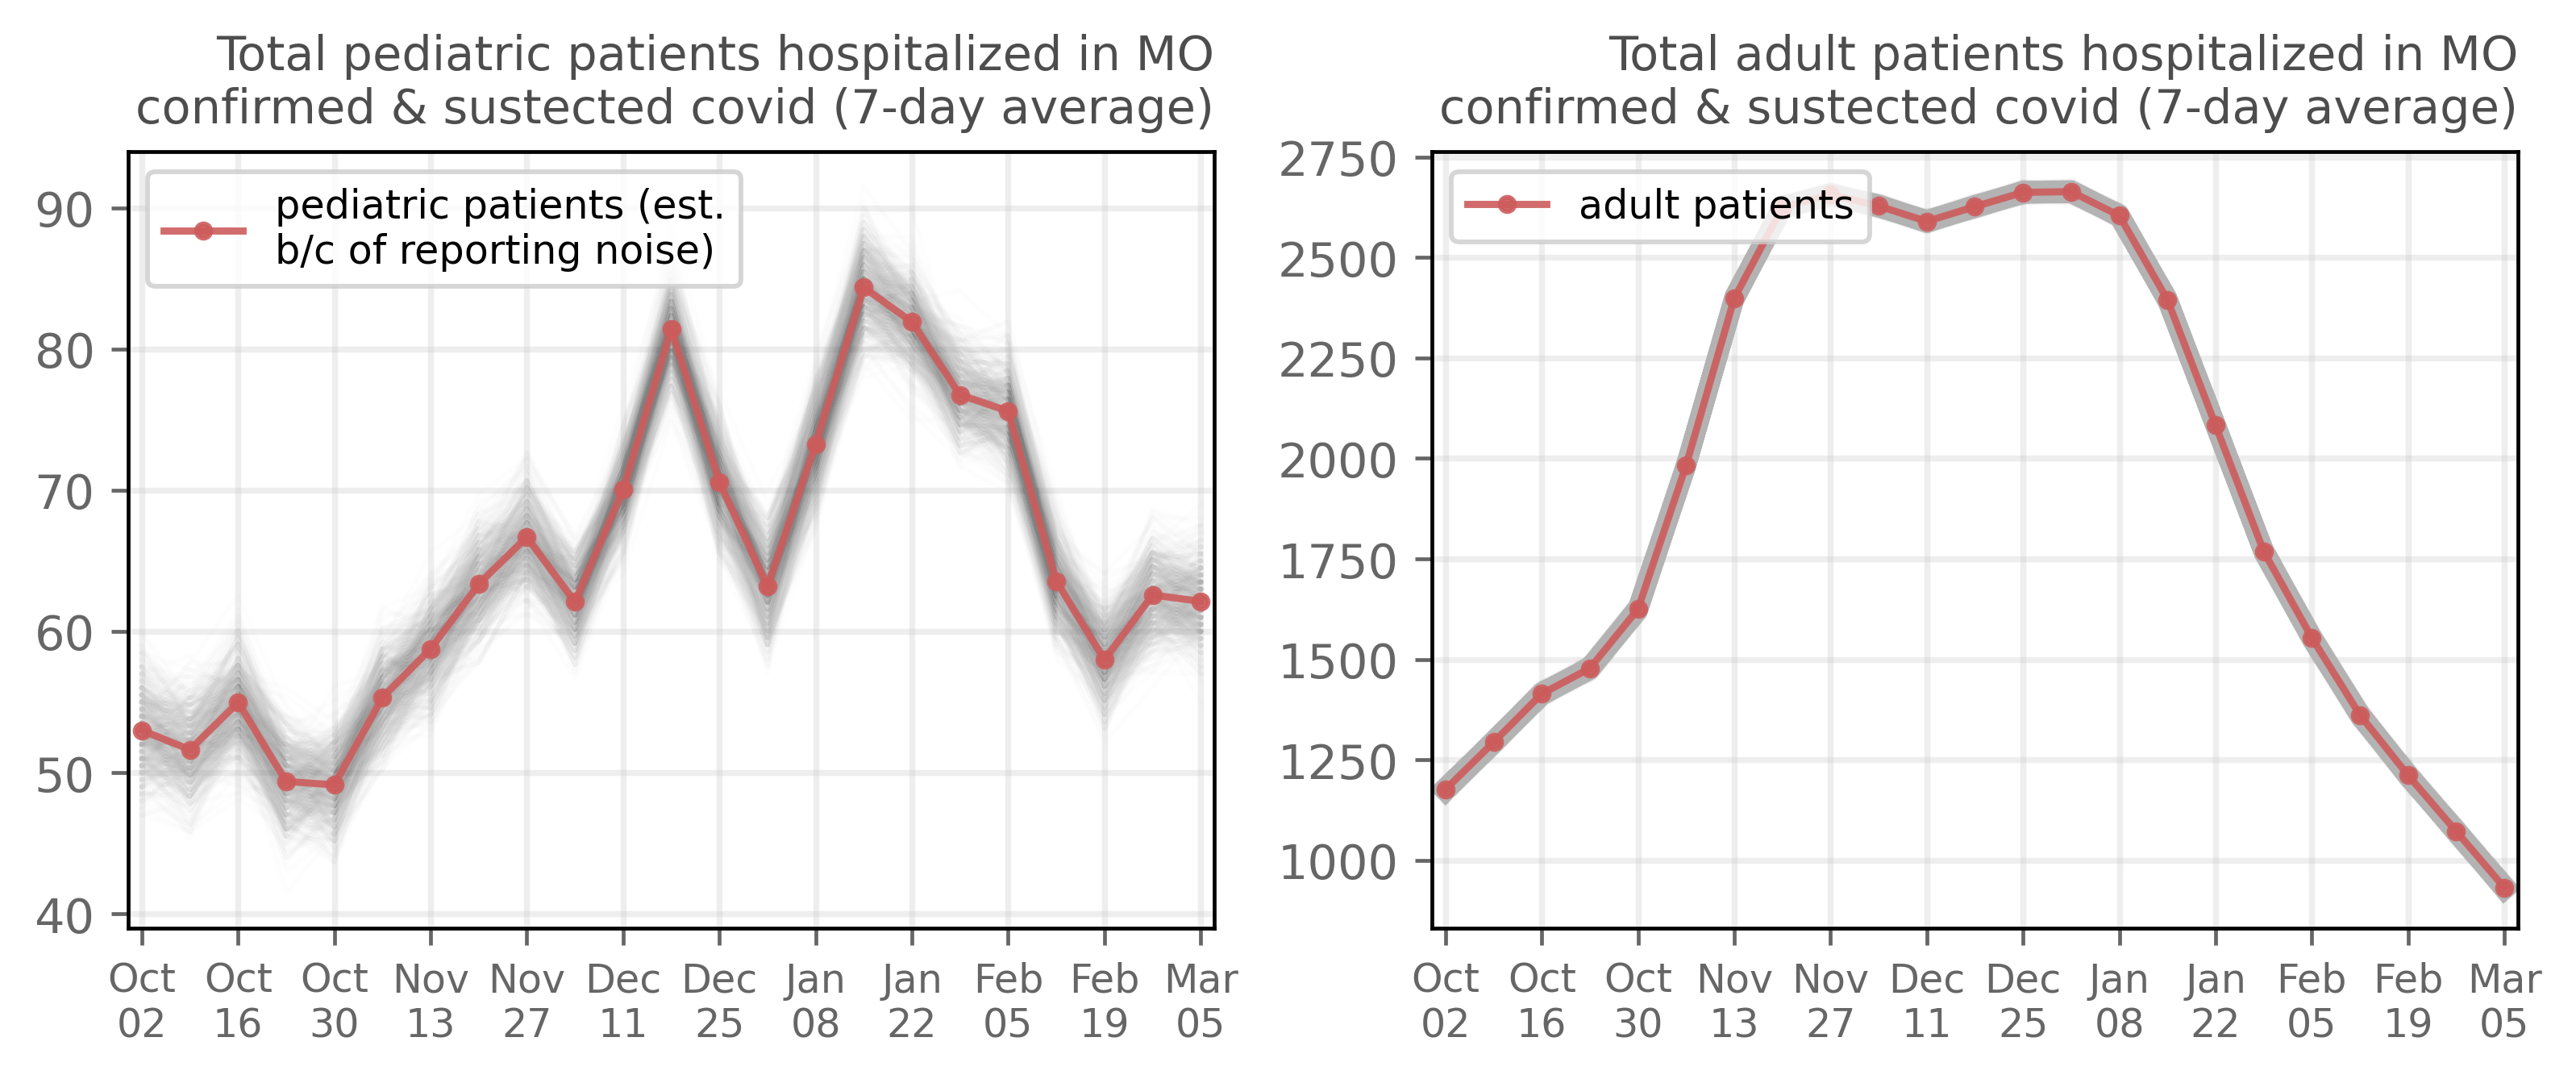 Total pediatric patients hospitalized in MO
confirmed & sustected covid (7-day average)
pediatric patients (est.
b/c of reporting noise)
90
80
70
60
50
40
Oct Oct Oct Nov Nov Dec Dec Jan Jan Feb Feb Mar
02 16 30 13 27 11 25 08 22 05 19 05
Total adult patients hospitalized in MO
confirmed & sustected covid (7-day average)
adult patients
2750
2500
2250
2000
1750
1500
1250
1000
Oct Oct Oct Nov Nov Dec Dec Jan Jan Feb Feb Mar
02 16 30 13 27 11 25 08 22 05 19 05